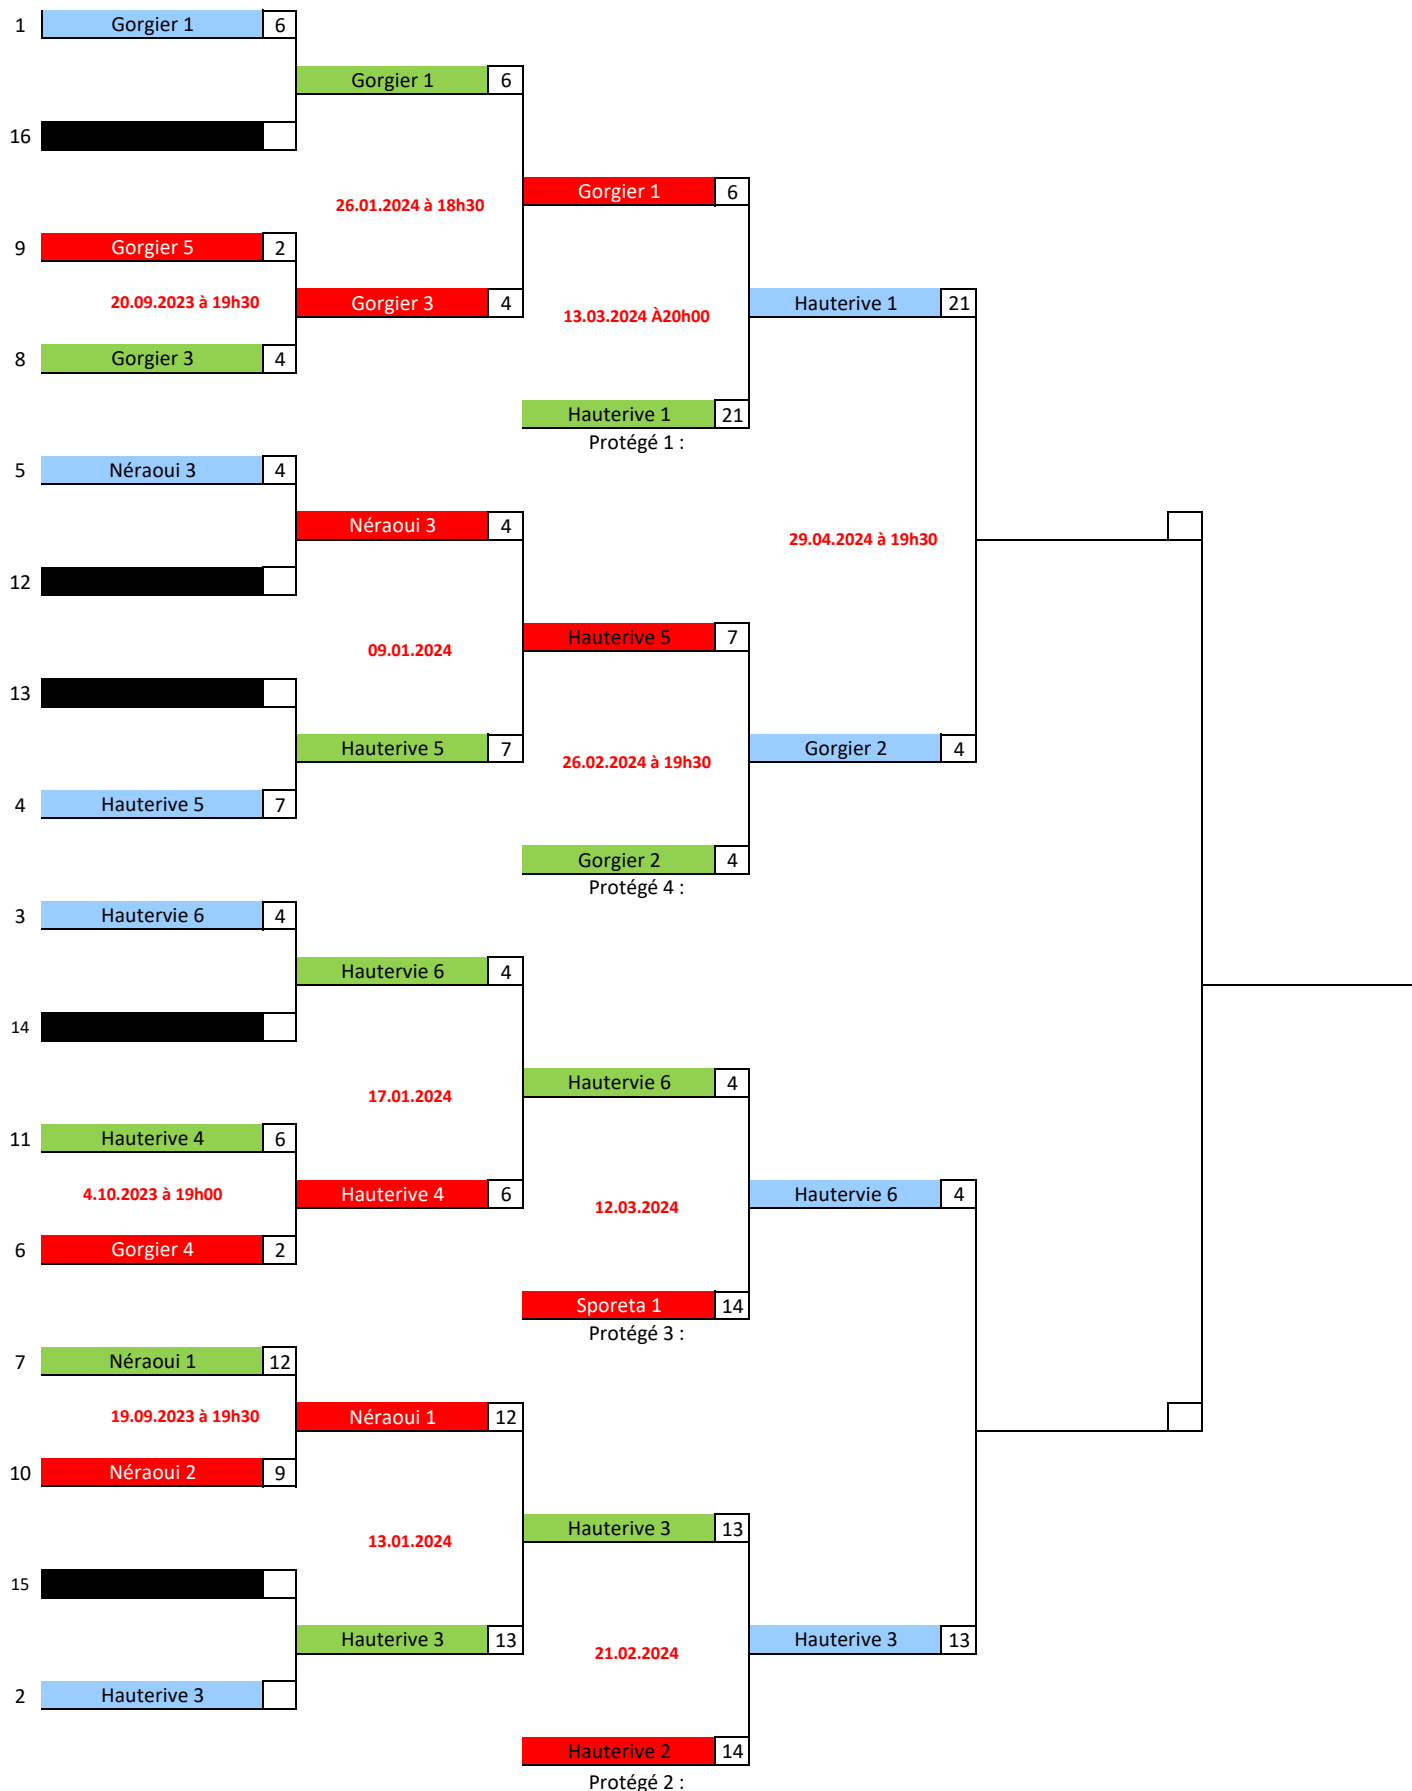 1 Gorgier 1 6
Gorgier 1 6
16
Gorgier 1 6
26.01.2024 à 18h30
9 Gorgier 5 2
20.09.2023 à 19h30
Gorgier 3 4
Hauterive 1 21
13.03.2024 À20h00
8 Gorgier 3 4
Hauterive 1 21
Protégé 1 :
5 Néraoui 3 4
Néraoui 3 4
29.04.2024 à 19h30
12
Hauterive 5 7
09.01.2024
13
Hauterive 5 7
Gorgier 2 4
26.02.2024 à 19h30
4 Hauterive 5 7
Gorgier 2 4
Protégé 4 :
3 Hautervie 6 4
Hautervie 6 4
14
Hautervie 6 4
17.01.2024
11 Hauterive 4 6
4.10.2023 à 19h00
Hauterive 4 6
Hautervie 6 4
12.03.2024
6 Gorgier 4 2
Sporeta 1 14
Protégé 3 :
7 Néraoui 1 12
19.09.2023 à 19h30
Néraoui 1 12
10 Néraoui 2 9
Hauterive 3 13
13.01.2024
15
Hauterive 3 13
Hauterive 3 13
21.02.2024
2 Hauterive 3
Hauterive 2 14
Protégé 2 :